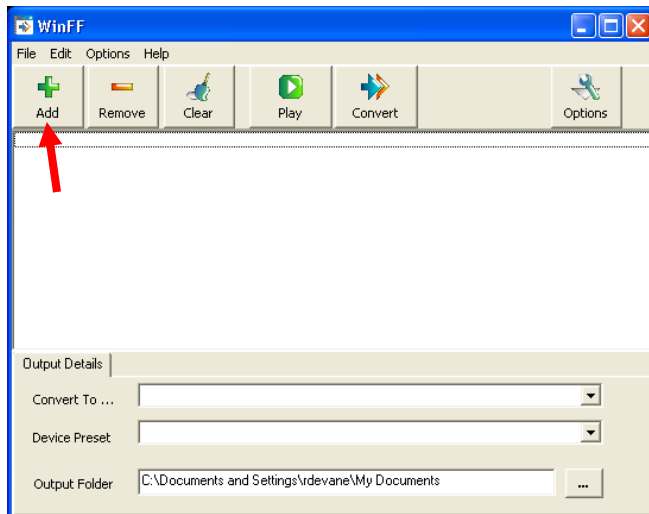 WinFF
File Edit Options Help
Add Remove Clear Play Convert Options
Output Details
Convert To ...
Device Preset
Output Folder C:\Documents and Settings\rdevane\My Documents ...